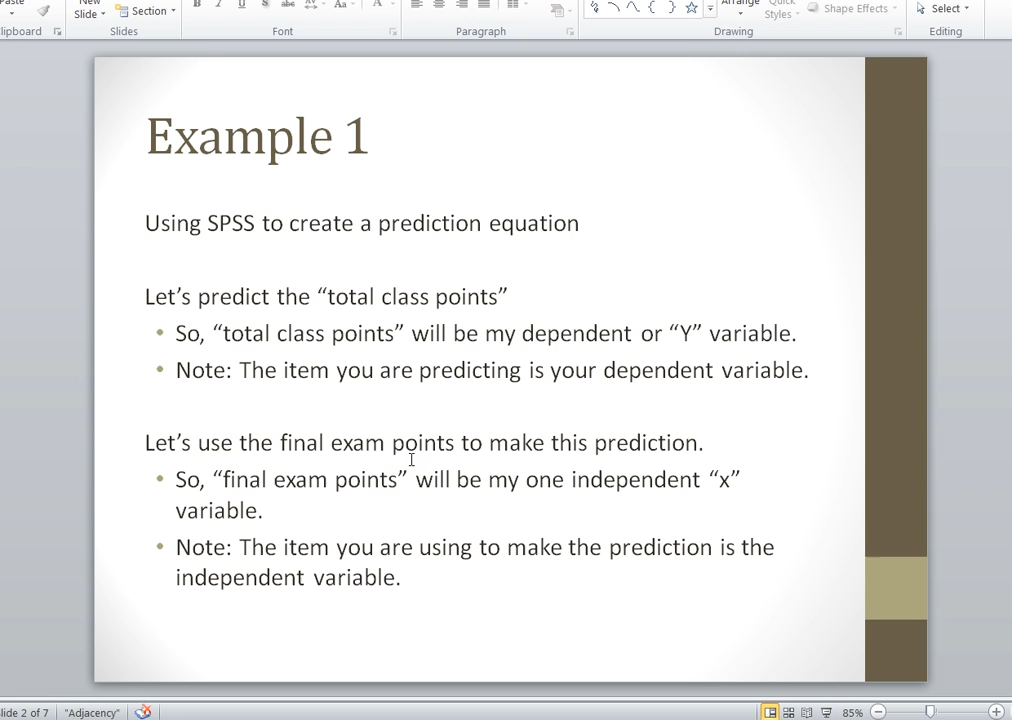 Paste
New
Slide
Section
B I U S abc AV Aa A
Arrange
Quick
Styles
Shape Effects
Select
lipboard
Slides
Font
Paragraph
Drawing
Editing
Example 1
Using SPSS to create a prediction equation
Let's predict the “total class points”
• So, “total class points” will be my dependent or “Y” variable.
• Note: The item you are predicting is your dependent variable.
Let's use the final exam points to make this prediction.
• So, “final exam points” will be my one independent “x”
variable.
• Note: The item you are using to make the prediction is the
independent variable.
lide 2 of 7
"Adjacency"
85%